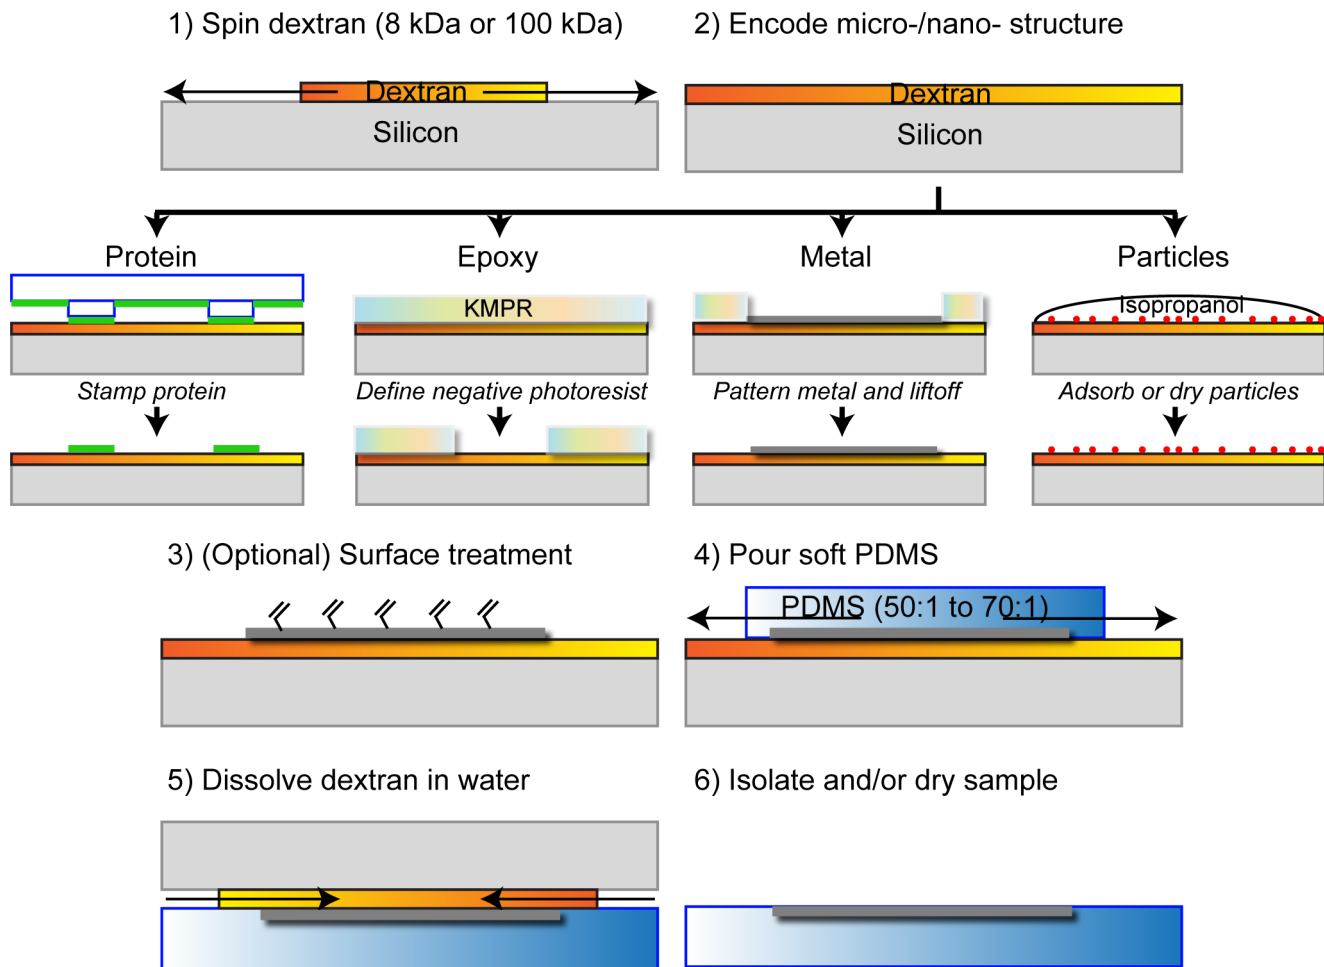 1) Spin dextran (8 kDa or 100 kDa)
2) Encode micro-/nano- structure
Dextran
Silicon
Dextran
Silicon
Protein
Epoxy
Metal
Particles
KMPR
Isopropanol
Stamp protein
Define negative photoresist
Pattern metal and liftoff
Adsorb or dry particles
3) (Optional) Surface treatment
4) Pour soft PDMS
PDMS (50:1 to 70:1)
5) Dissolve dextran in water
6) Isolate and/or dry sample